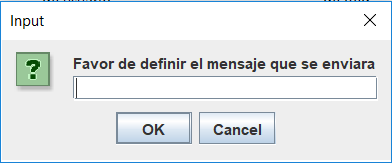 Input
Favor de definir el mensaje que se enviara
OK
Cancel